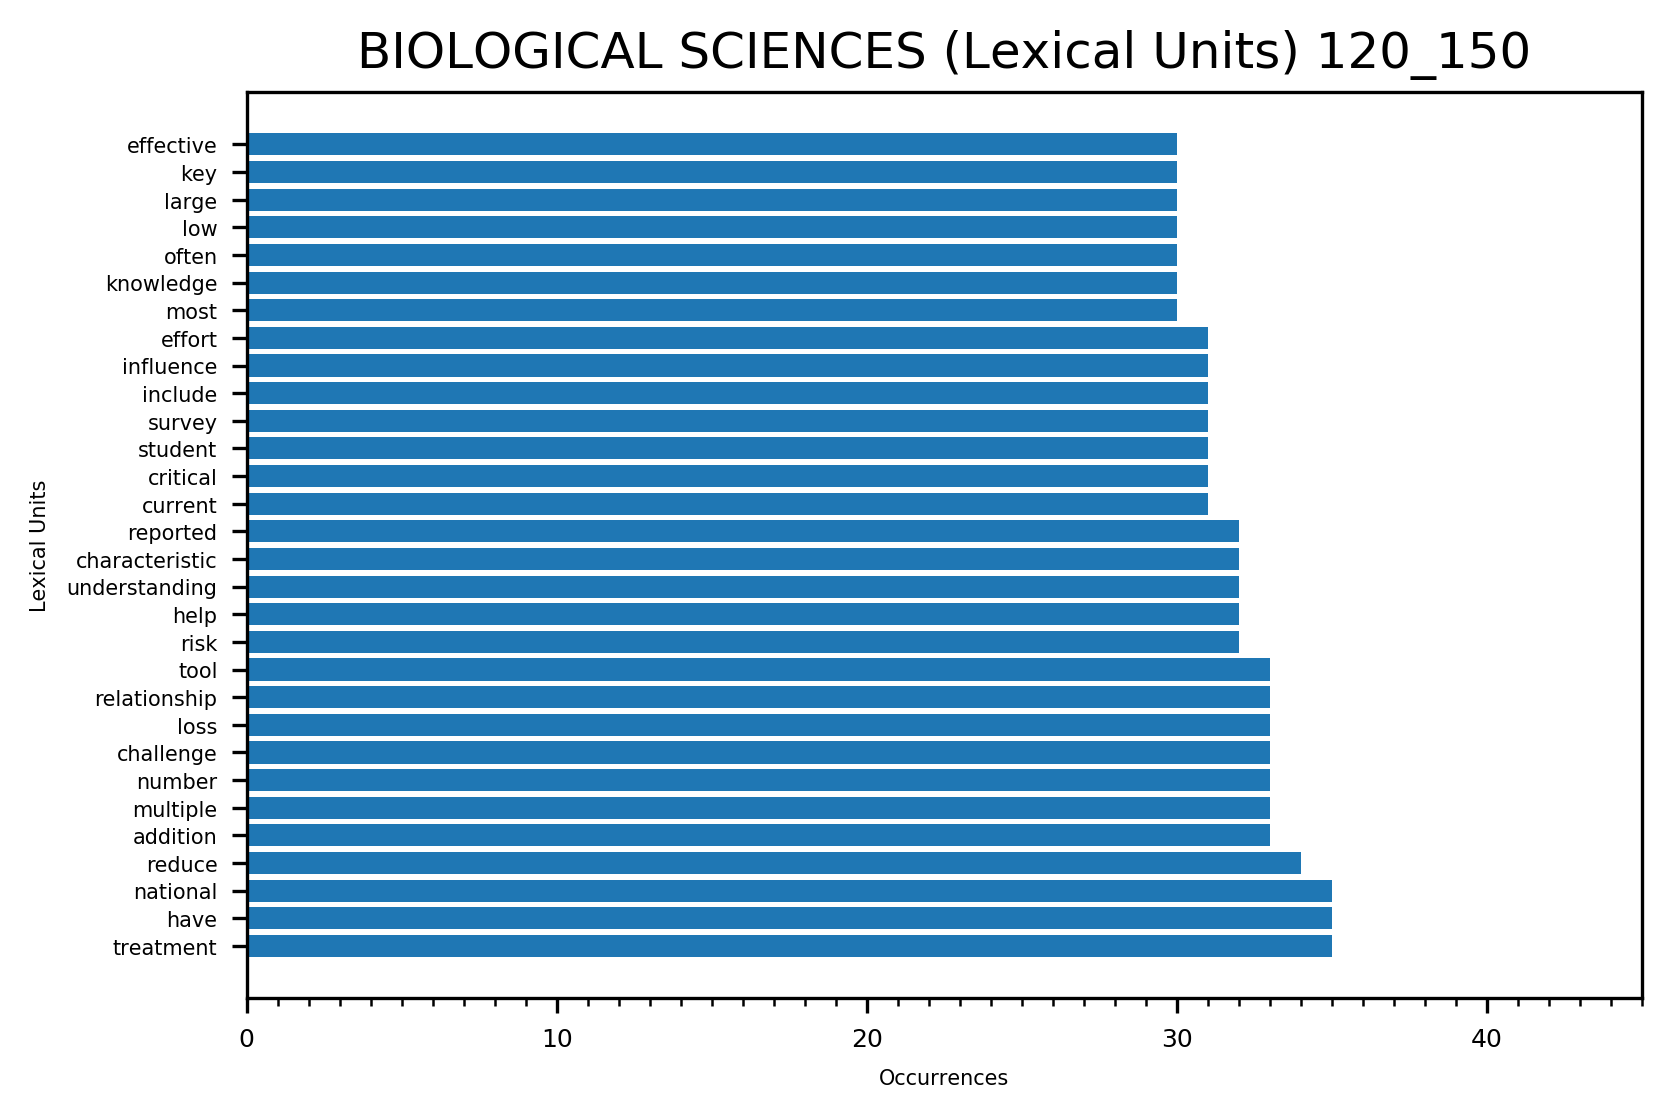 BIOLOGICAL SCIENCES (Lexical Units) 120_150
effective
key
large
low
often
knowledge
most
effort
influence
include
survey
student
critical
current
reported
characteristic
understanding
help
risk
tool
relationship
loss
challenge
number
multiple
addition
reduce
national
have
treatment
Lexical Units
0 10 20 30 40
Occurrences